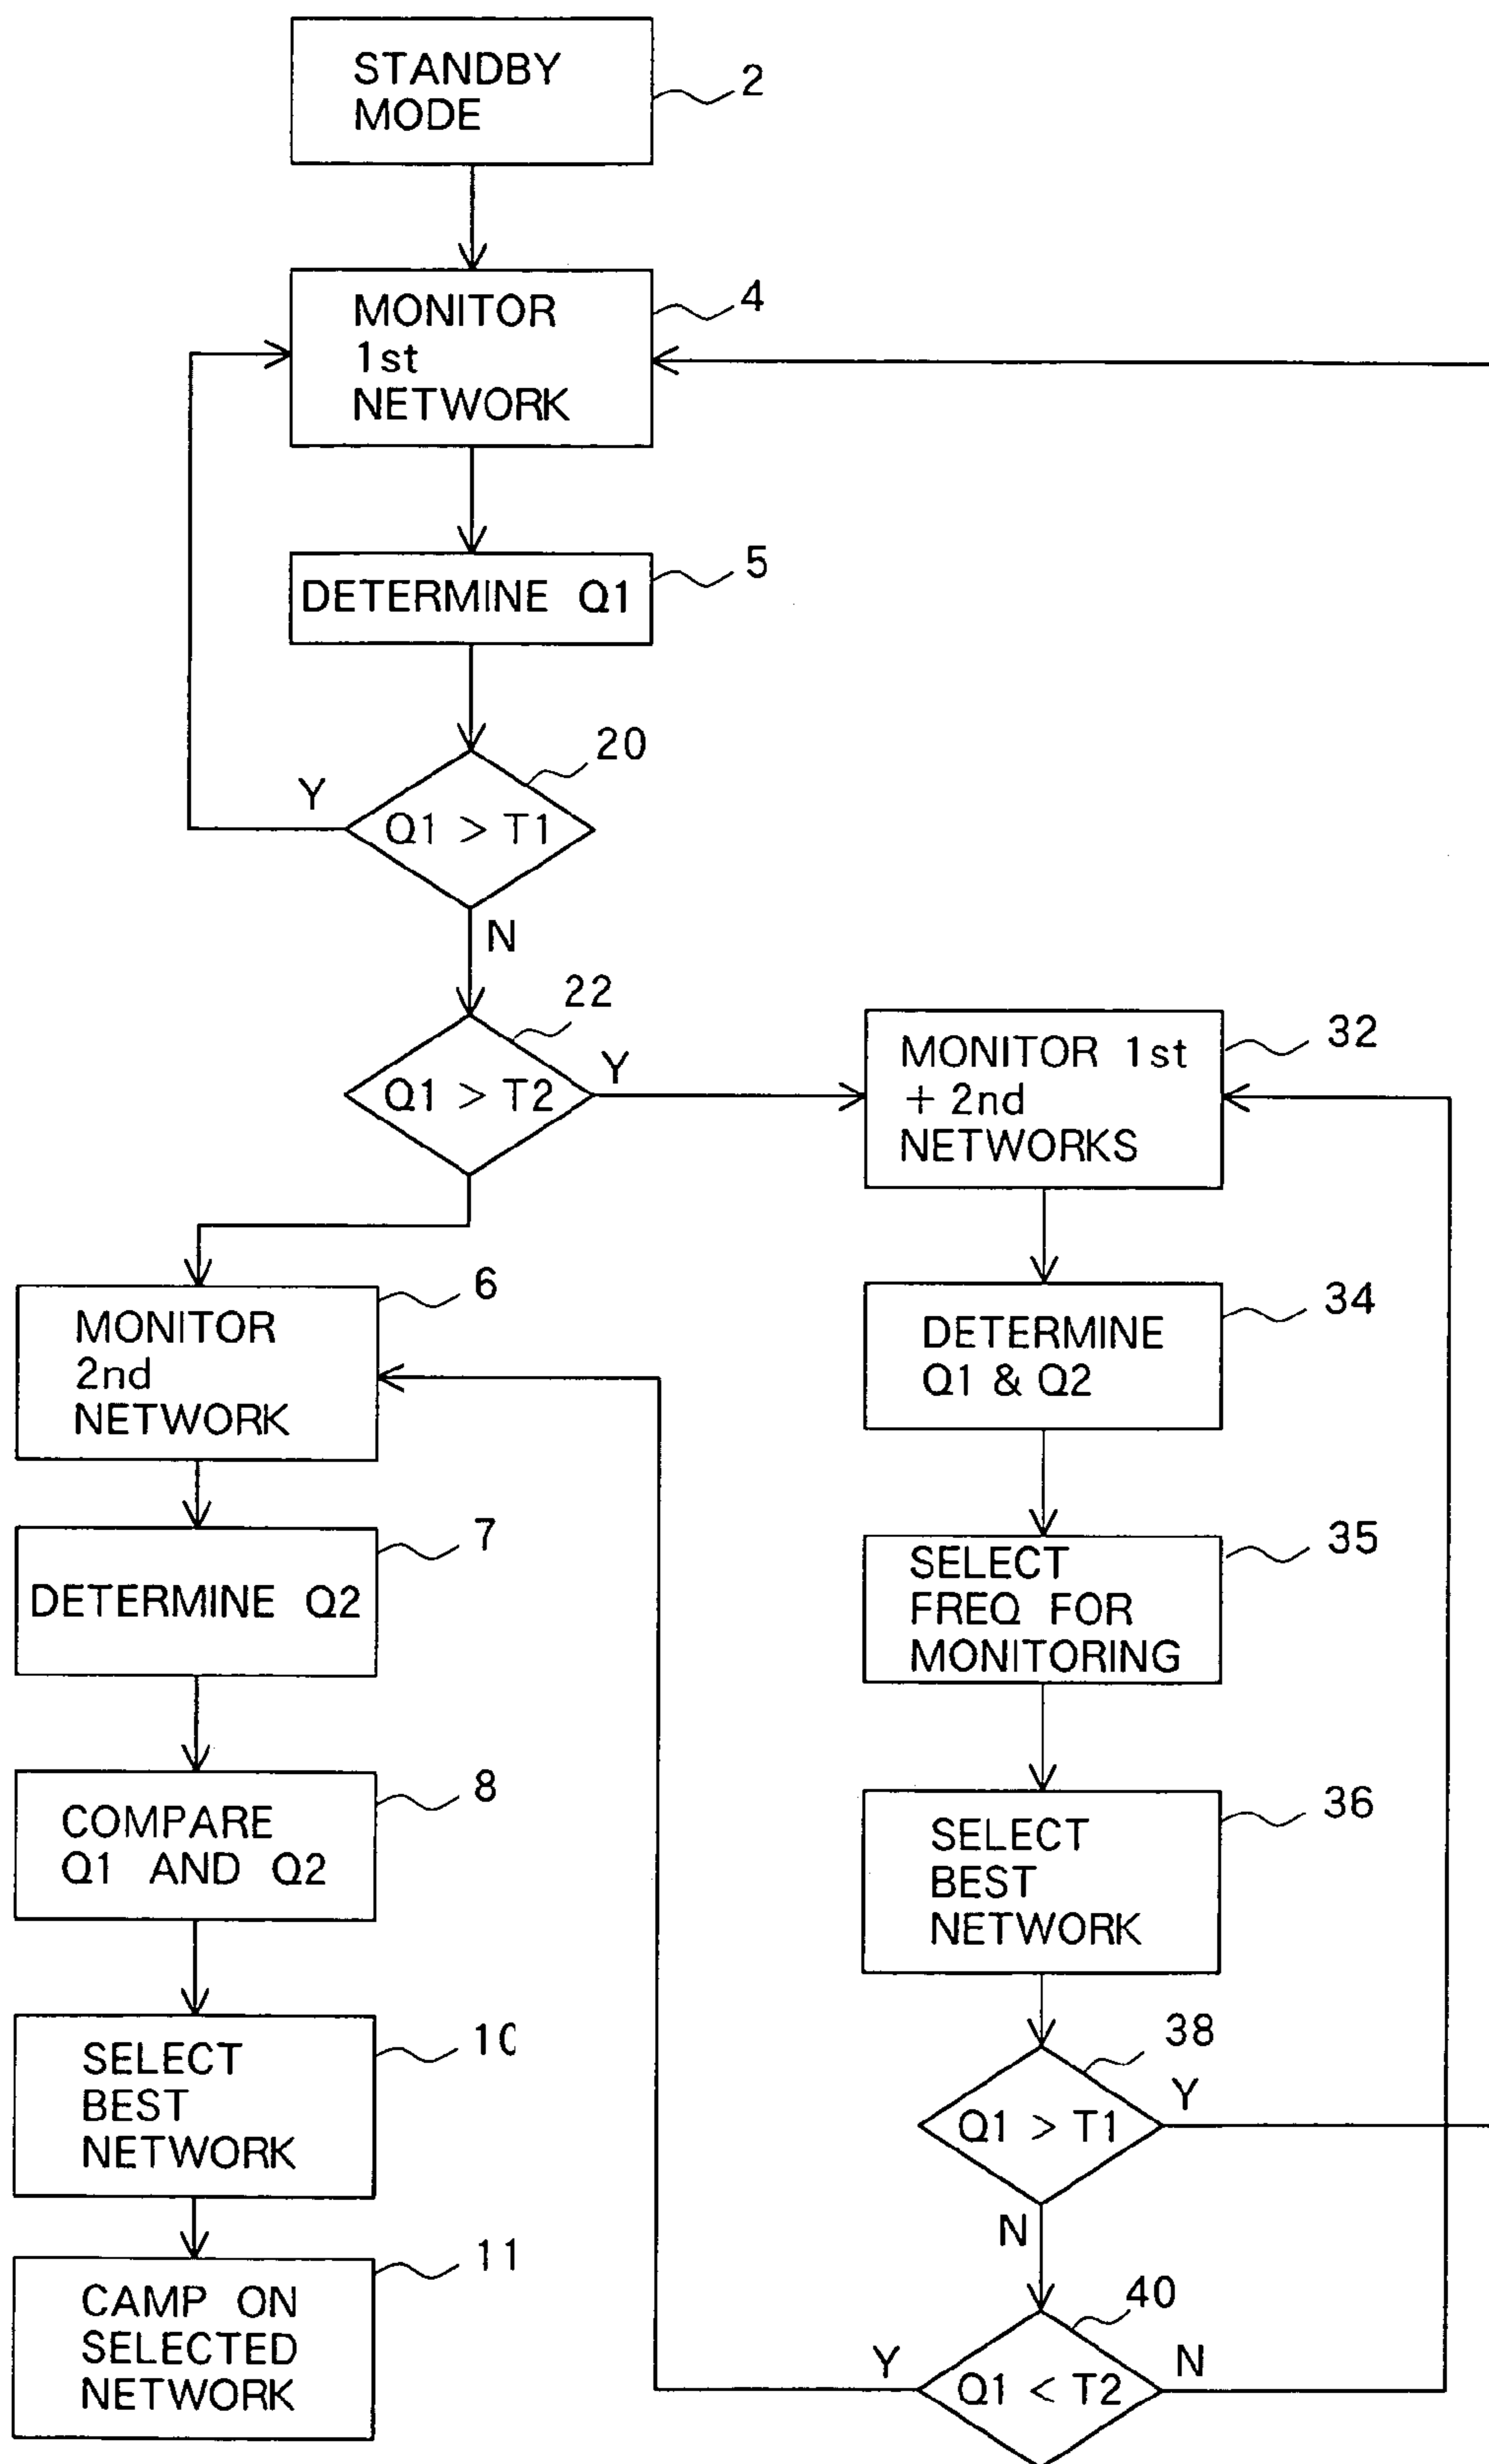 STANDBY
MODE
2
MONITOR
1st
NETWORK
4
DETERMINE Q1
5
Q1 > T1
20
Y
N
Q1 > T2
22
Y
MONITOR 1st
+ 2nd
NETWORKS
32
MONITOR
2nd
NETWORK
6
DETERMINE
Q1 & Q2
34
DETERMINE Q2
7
SELECT
FREQ FOR
MONITORING
35
COMPARE
Q1 AND Q2
8
SELECT
BEST
NETWORK
36
SELECT
BEST
NETWORK
10
Q1 > T1
38
Y
N
CAMP ON
SELECTED
NETWORK
11
Q1 < T2
40
Y
N